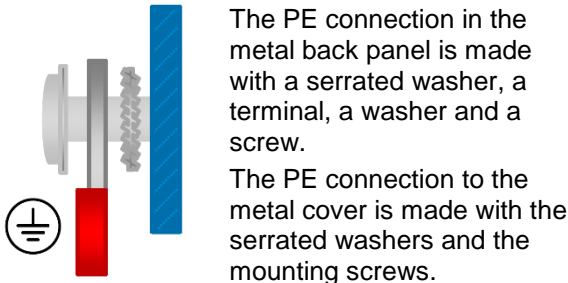 The PE connection in the
metal back panel is made
with a serrated washer, a
terminal, a washer and a
screw.
The PE connection to the
metal cover is made with the
serrated washers and the
mounting screws.